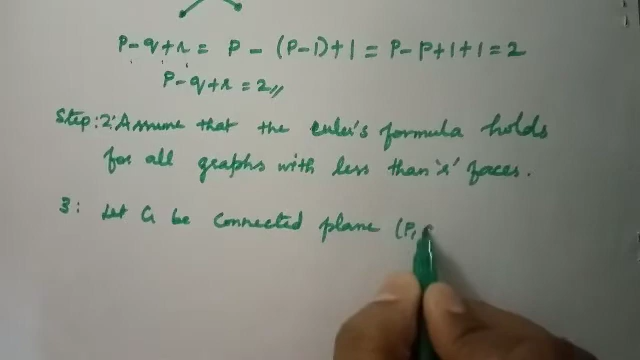 p-q+r = p-(p-1)+1 = p-p+1+1=2
p-q+r=2,,
Step:2: Assume that the euler's formula holds
for all graphs with less than 'r' faces.
3: Let G be connected plane (p,